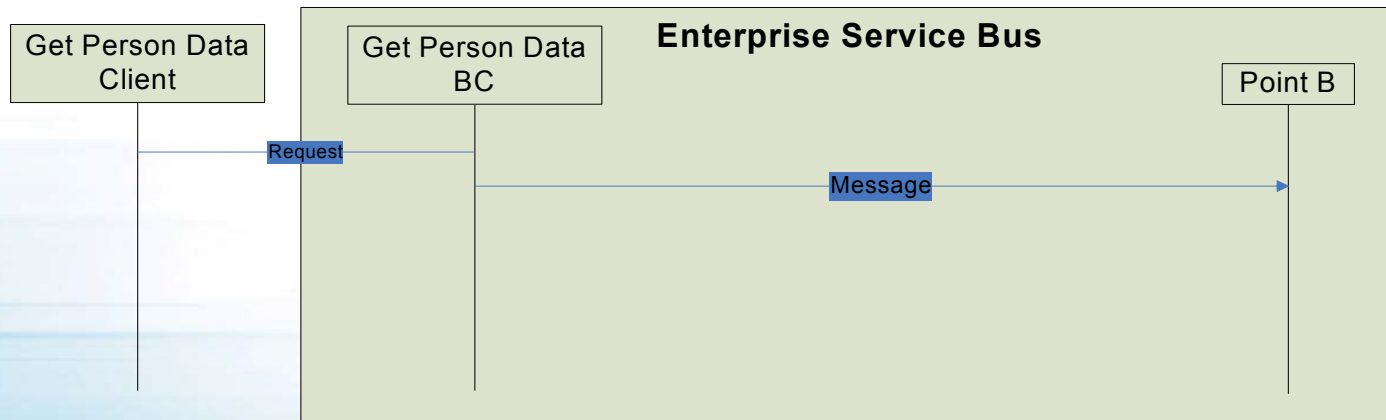 Enterprise Service Bus
Get Person Data
Client
Get Person Data
BC
Point B
Request
Message